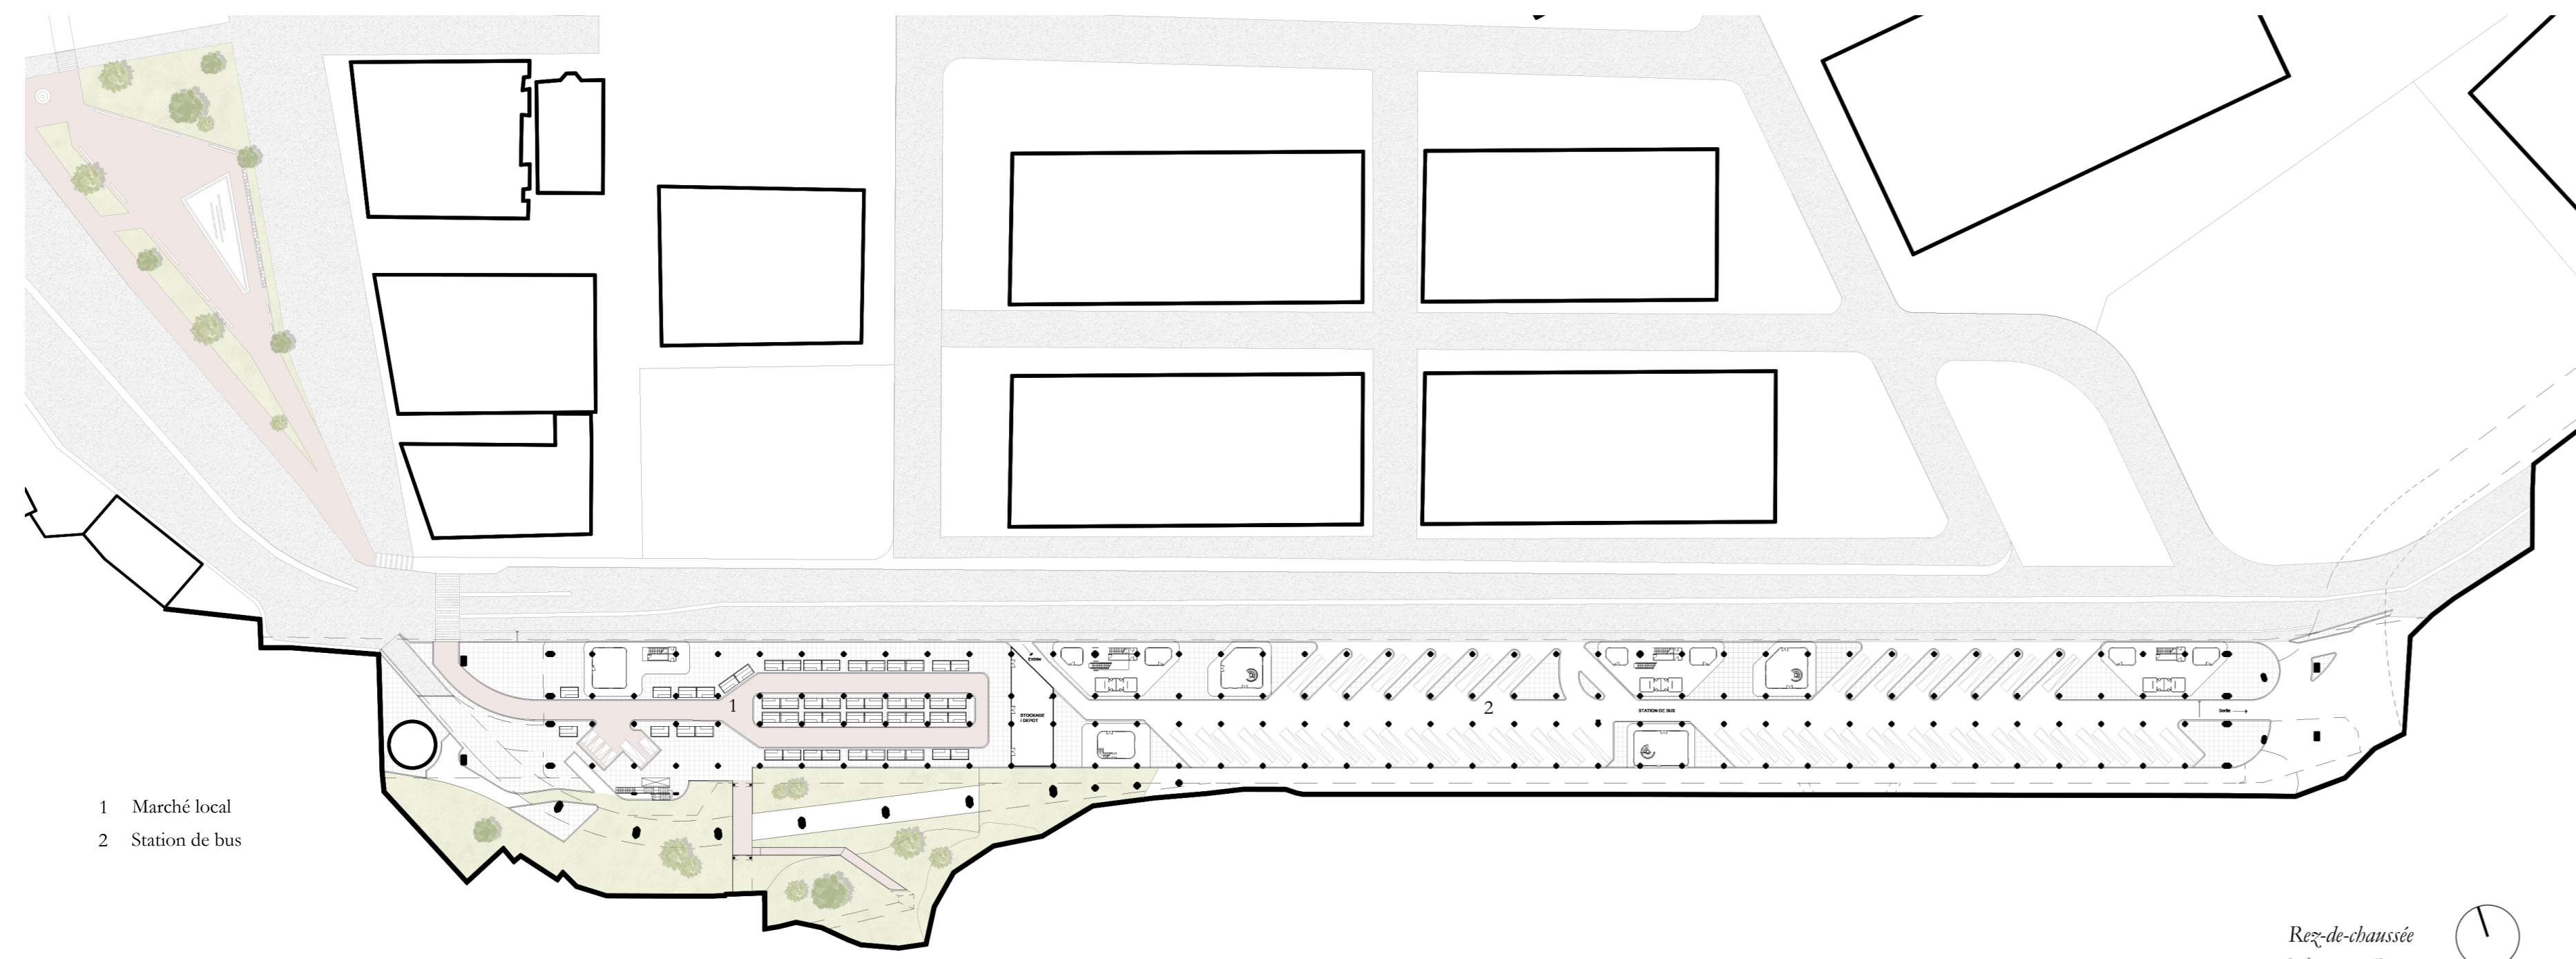 Entrée
1
STOCKAGE
/ DEPOT
2
STATION DE BUS
Sortie
1 Marché local
2 Station de bus
Rez-de-chaussée